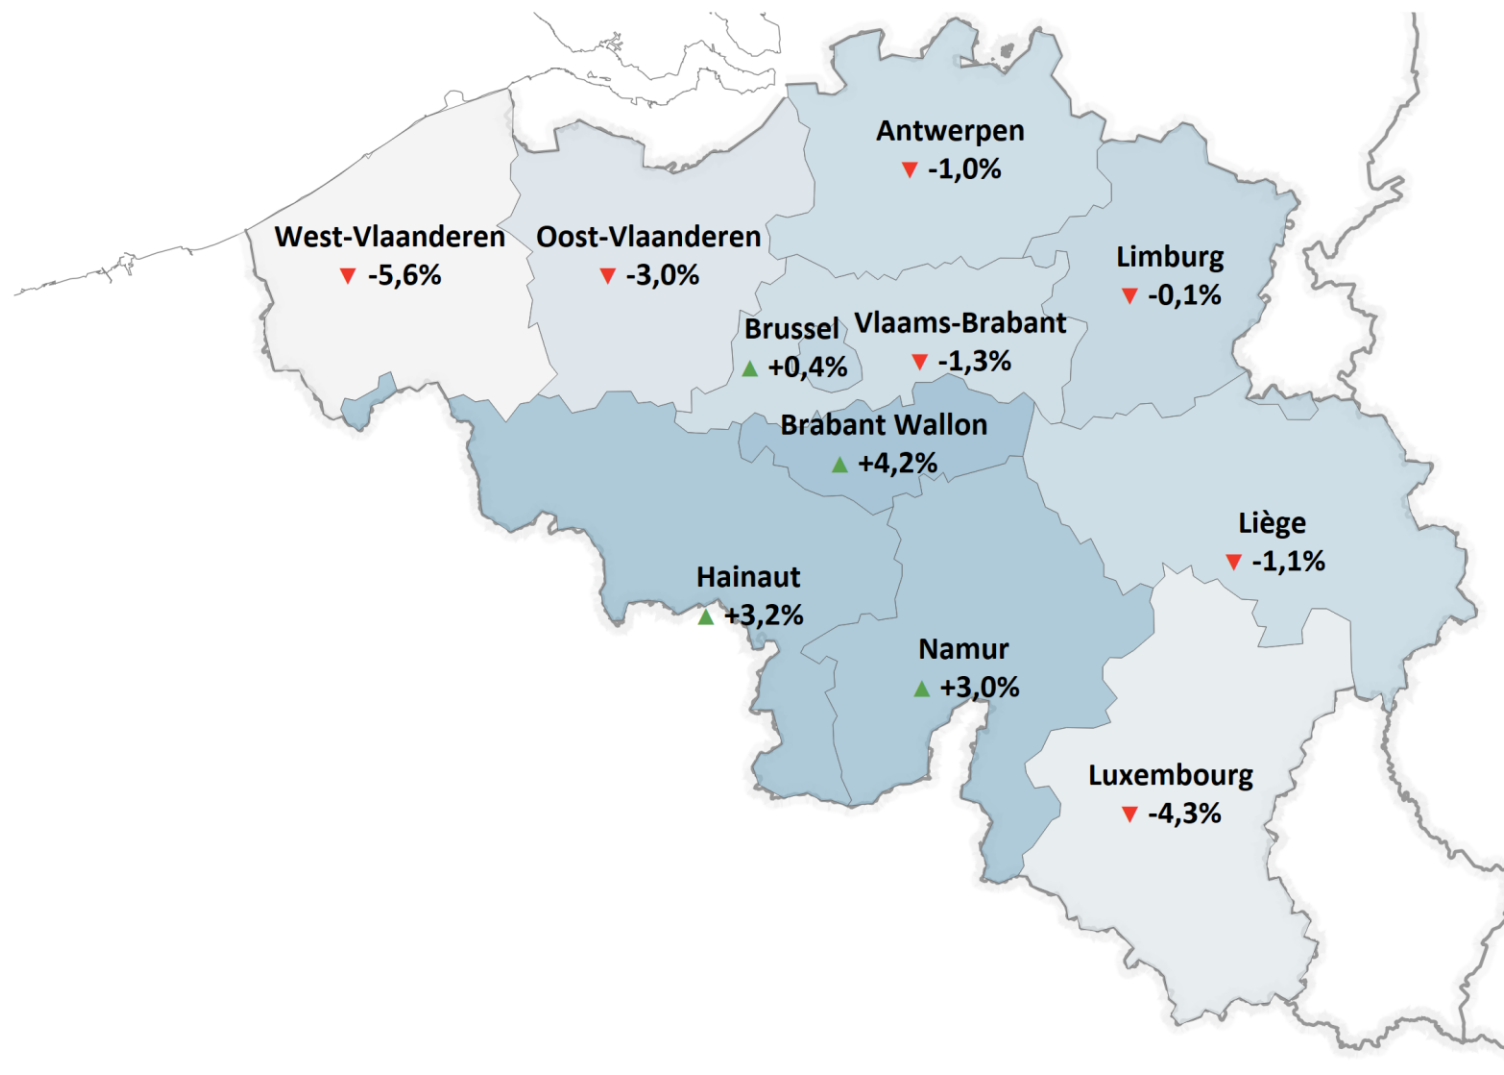 Antwerpen
▼ -1,0%
West-Vlaanderen
▼ -5,6%
Oost-Vlaanderen
▼ -3,0%
Limburg
▼ -0,1%
Brussel
▲ +0,4%
Vlaams-Brabant
▼ -1,3%
Brabant Wallon
▲ +4,2%
Liège
▼ -1,1%
Hainaut
▲ +3,2%
Namur
▲ +3,0%
Luxembourg
▼ -4,3%